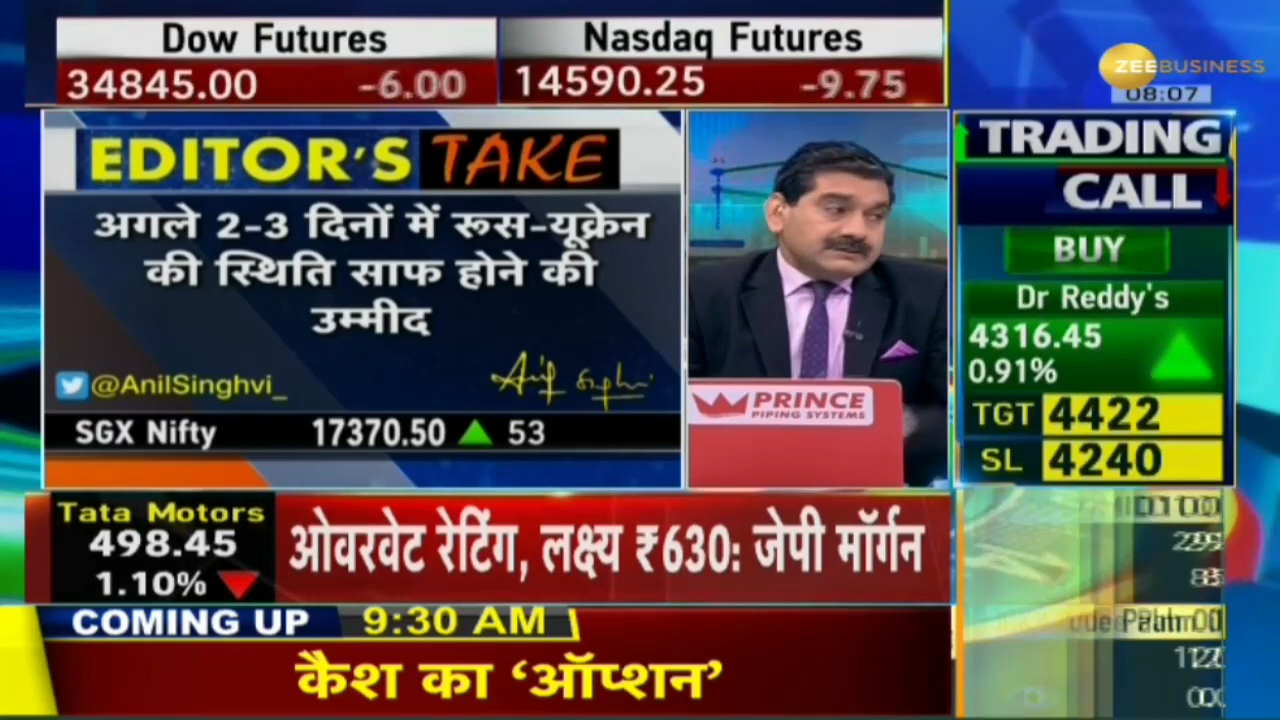 Dow Futures
34845.00 -6.00
Nasdaq Futures
14590.25 -9.75
ZEEBUSINESS
08:07
EDITOR'S TAKE
अगले 2-3 दिनों में रूस-यूक्रेन
की स्थिति साफ होने की
उम्मीद
@AnilSinghvi_
SGX Nifty 17370.50 53
PRINCE
PIPING SYSTEMS
TRADING
CALL
BUY
Dr Reddy's
4316.45
0.91%
TGT 4422
SL 4240
Tata Motors
498.45
1.10%
ओवरवेट रेटिंग, लक्ष्य ₹630: जेपी मॉर्गन
COMING UP 9:30 AM
कैश का ‘ऑप्शन’